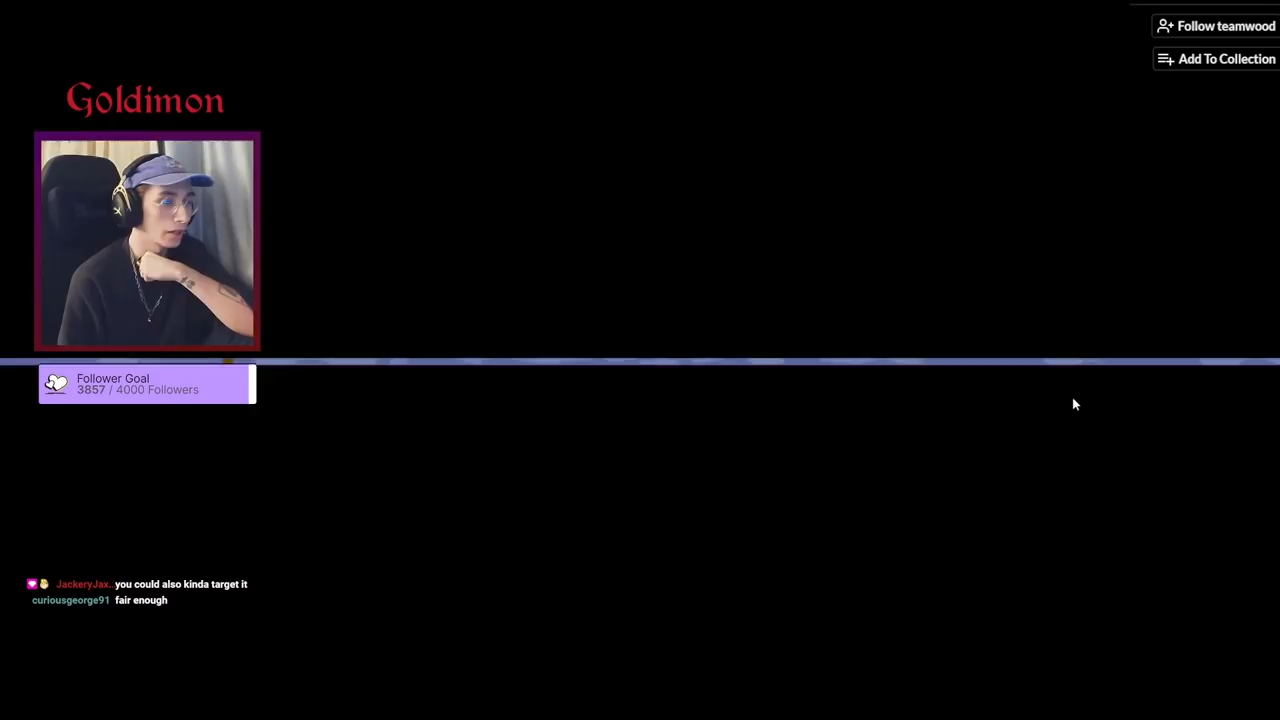 Follow teamwood
Add To Collection
Goldimon
Follower Goal
3857 / 4000 Followers
JackeryJax.. you could also kinda target it
curiousgeorge91 fair enough